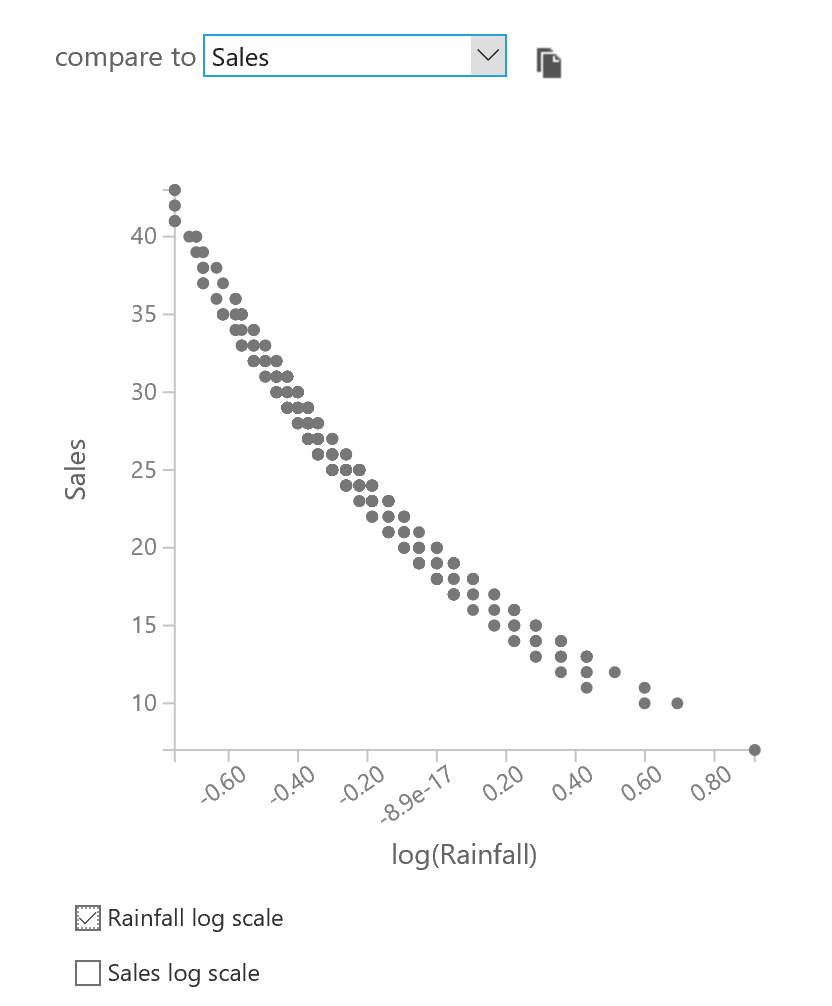 compare to Sales
40
35
30
25
20
15
10
Sales
-0.60 -0.40 -0.20 -8.9e-17 0.20 0.40 0.60 0.80
log(Rainfall)
Rainfall log scale
Sales log scale